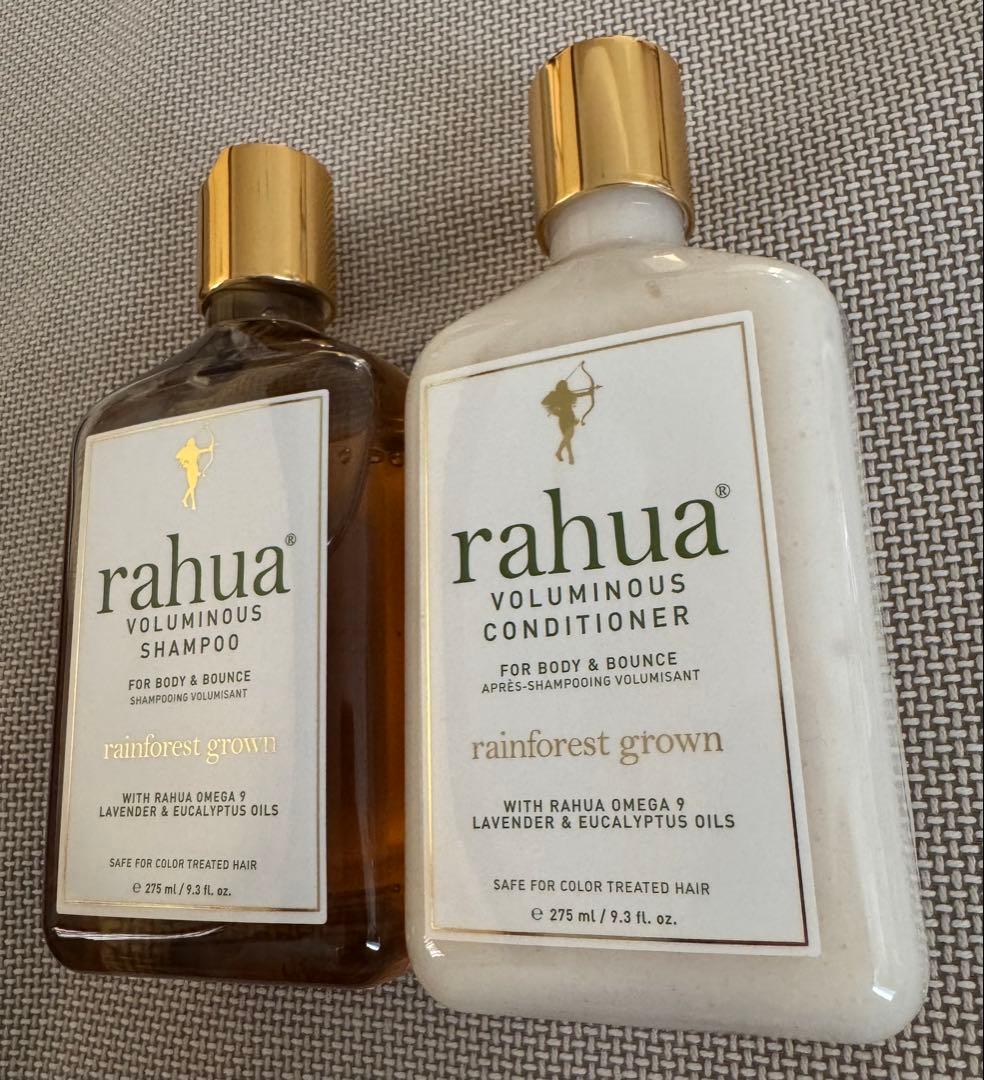 rahua®
VOLUMINOUS
SHAMPOO
FOR BODY & BOUNCE
SHAMPOOING VOLUMISANT
rainforest grown
WITH RAHUA OMEGA 9
LAVENDER & EUCALYPTUS OILS
SAFE FOR COLOR TREATED HAIR
℮ 275 ml / 9.3 fl. oz.
rahua®
VOLUMINOUS
CONDITIONER
FOR BODY & BOUNCE
APRÈS-SHAMPOOING VOLUMISANT
rainforest grown
WITH RAHUA OMEGA 9
LAVENDER & EUCALYPTUS OILS
SAFE FOR COLOR TREATED HAIR
℮ 275 ml / 9.3 fl. oz.